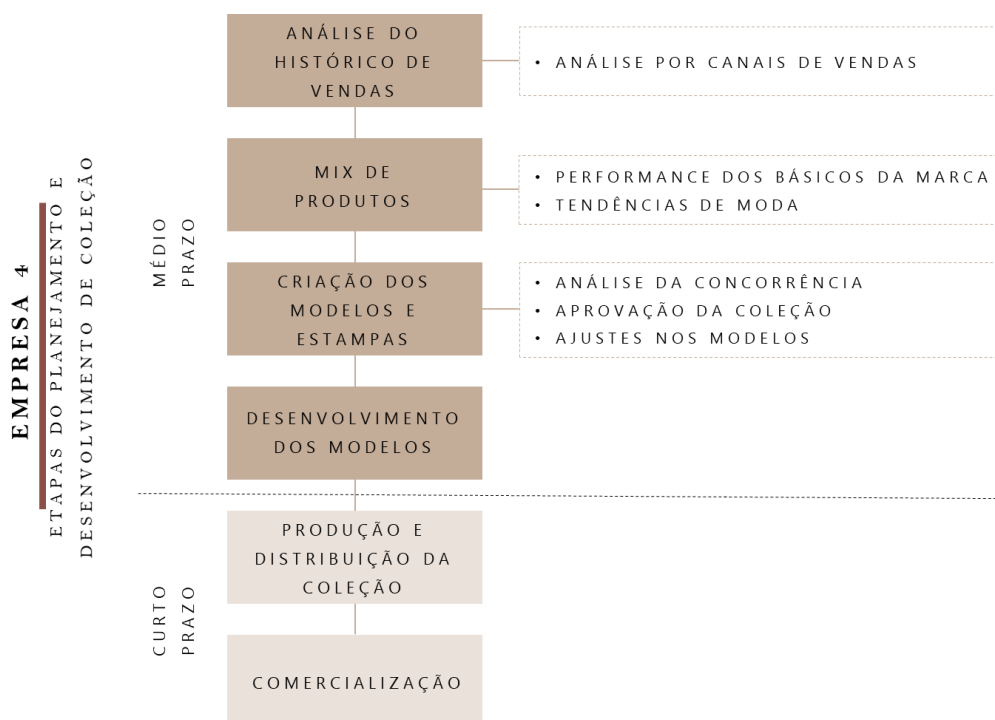 EMPRESA 4
ETAPAS DO PLANEJAMENTO E
DESENVOLVIMENTO DE COLEÇÃO
MÉDIO
PRAZO
ANÁLISE DO
HISTÓRICO DE
VENDAS
• ANÁLISE POR CANAIS DE VENDAS
MIX DE
PRODUTOS
• PERFORMANCE DOS BÁSICOS DA MARCA
• TENDÊNCIAS DE MODA
CRIAÇÃO DOS
MODELOS E
ESTAMPAS
• ANÁLISE DA CONCORRÊNCIA
• APROVAÇÃO DA COLEÇÃO
• AJUSTES NOS MODELOS
DESENVOLVIMENTO
DOS MODELOS
CURTO
PRAZO
PRODUÇÃO E
DISTRIBUIÇÃO DA
COLEÇÃO
COMERCIALIZAÇÃO